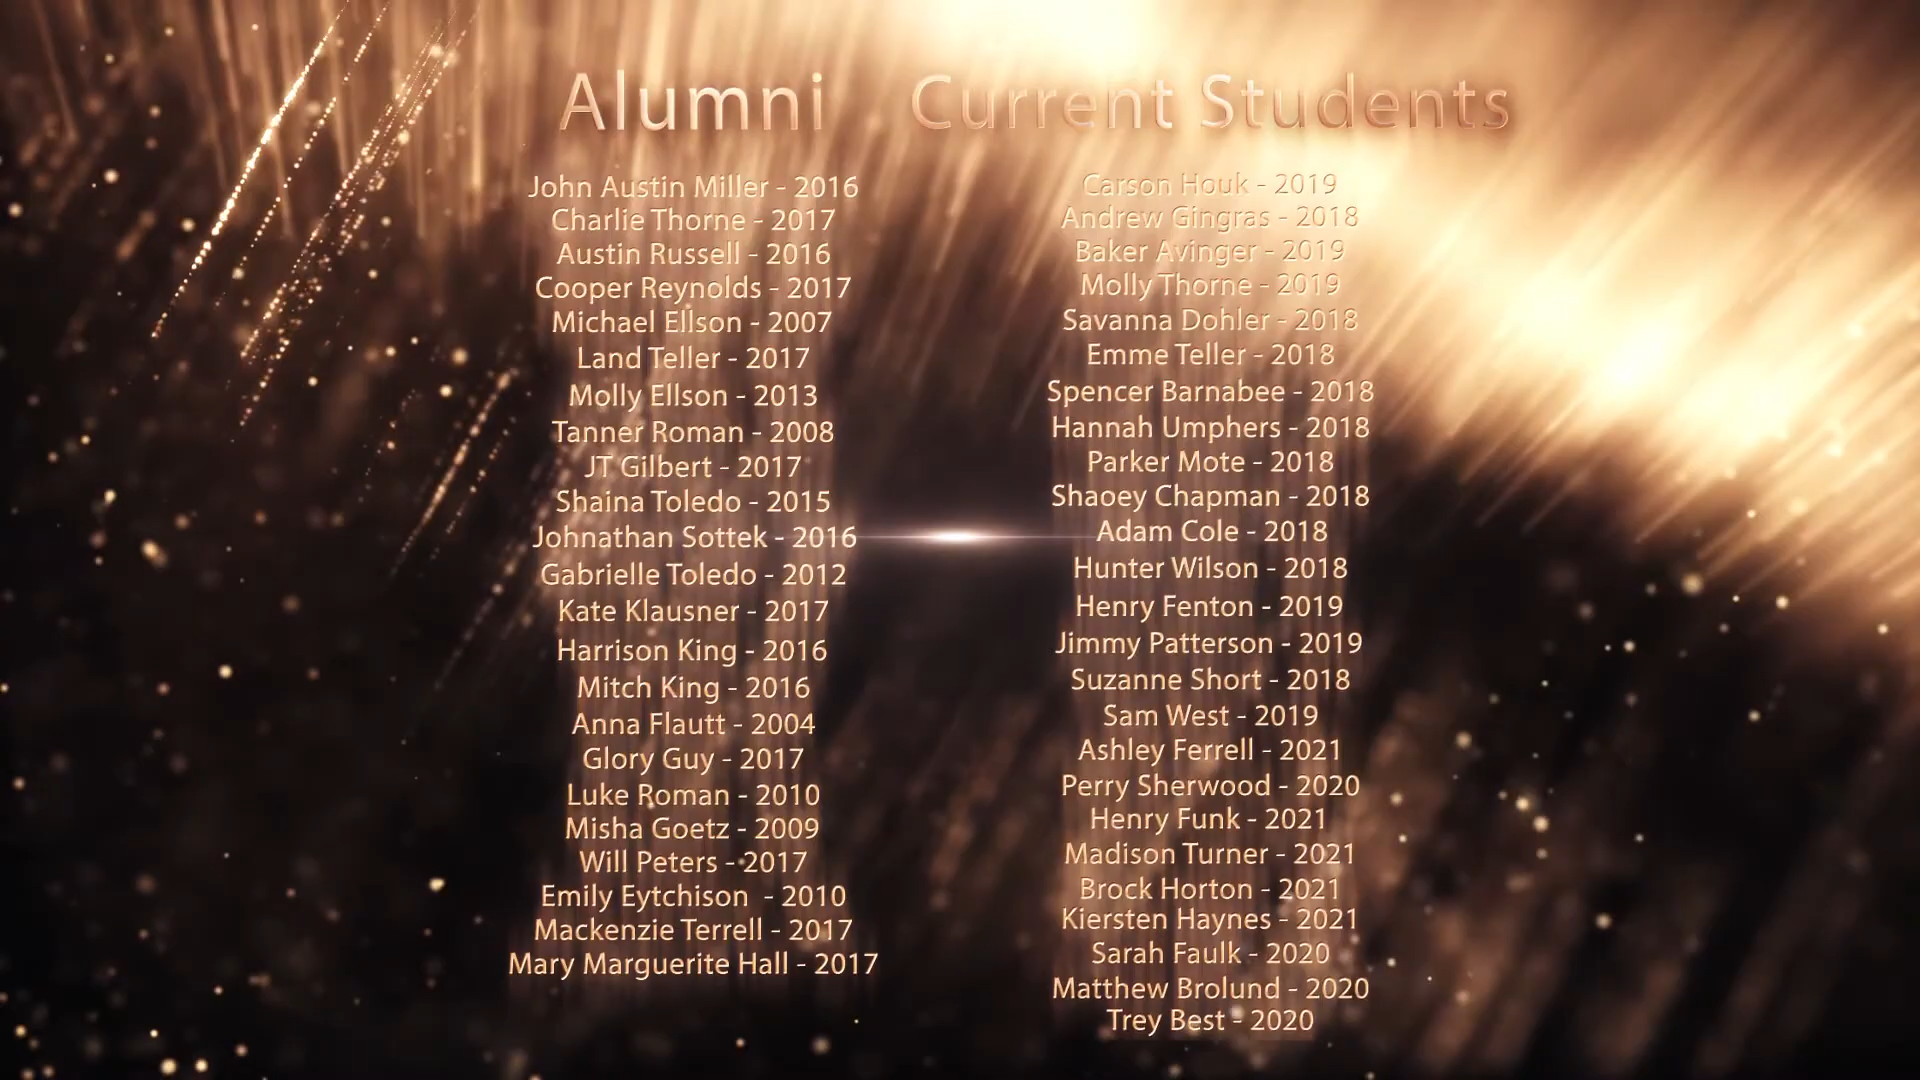 Alumni
John Austin Miller - 2016
Charlie Thorne - 2017
Austin Russell - 2016
Cooper Reynolds - 2017
Michael Ellson - 2007
Land Teller - 2017
Molly Ellson - 2013
Tanner Roman - 2008
JT Gilbert - 2017
Shaina Toledo - 2015
Johnathan Sottek - 2016
Gabrielle Toledo - 2012
Kate Klausner - 2017
Harrison King - 2016
Mitch King - 2016
Anna Flautt - 2004
Glory Guy - 2017
Luke Roman - 2010
Misha Goetz - 2009
Will Peters - 2017
Emily Eytchison - 2010
Mackenzie Terrell - 2017
Mary Marguerite Hall - 2017
Current Students
Carson Houk - 2019
Andrew Gingras - 2018
Baker Avinger - 2019
Molly Thorne - 2019
Savanna Dohler - 2018
Emme Teller - 2018
Spencer Barnabee - 2018
Hannah Umphers - 2018
Parker Mote - 2018
Shaoey Chapman - 2018
Adam Cole - 2018
Hunter Wilson - 2018
Henry Fenton - 2019
Jimmy Patterson - 2019
Suzanne Short - 2018
Sam West - 2019
Ashley Ferrell - 2021
Perry Sherwood - 2020
Henry Funk - 2021
Madison Turner - 2021
Brock Horton - 2021
Kiersten Haynes - 2021
Sarah Faulk - 2020
Matthew Brolund - 2020
Trey Best - 2020